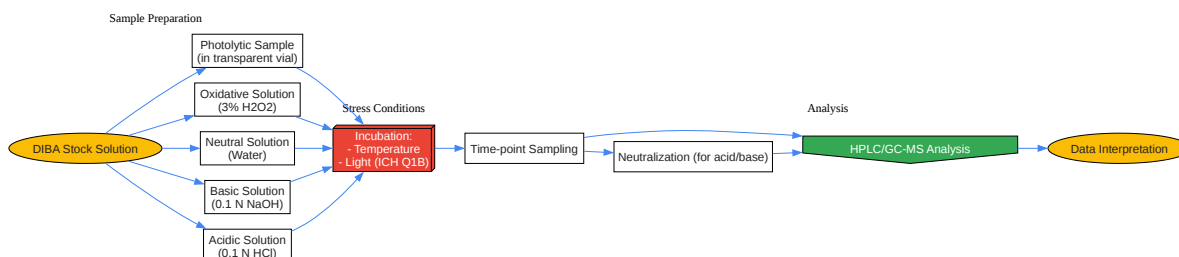 Sample Preparation
Photolytic Sample
(in transparent vial)
Oxidative Solution
(3% H2O2)
Stress Conditions
Analysis
DIBA Stock Solution
Neutral Solution
(Water)
Incubation:
- Temperature
- Light (ICH Q1B)
Time-point Sampling
Neutralization (for acid/base)
HPLC/GC-MS Analysis
Data Interpretation
Basic Solution
(0.1 N NaOH)
Acidic Solution
(0.1 N HCl)